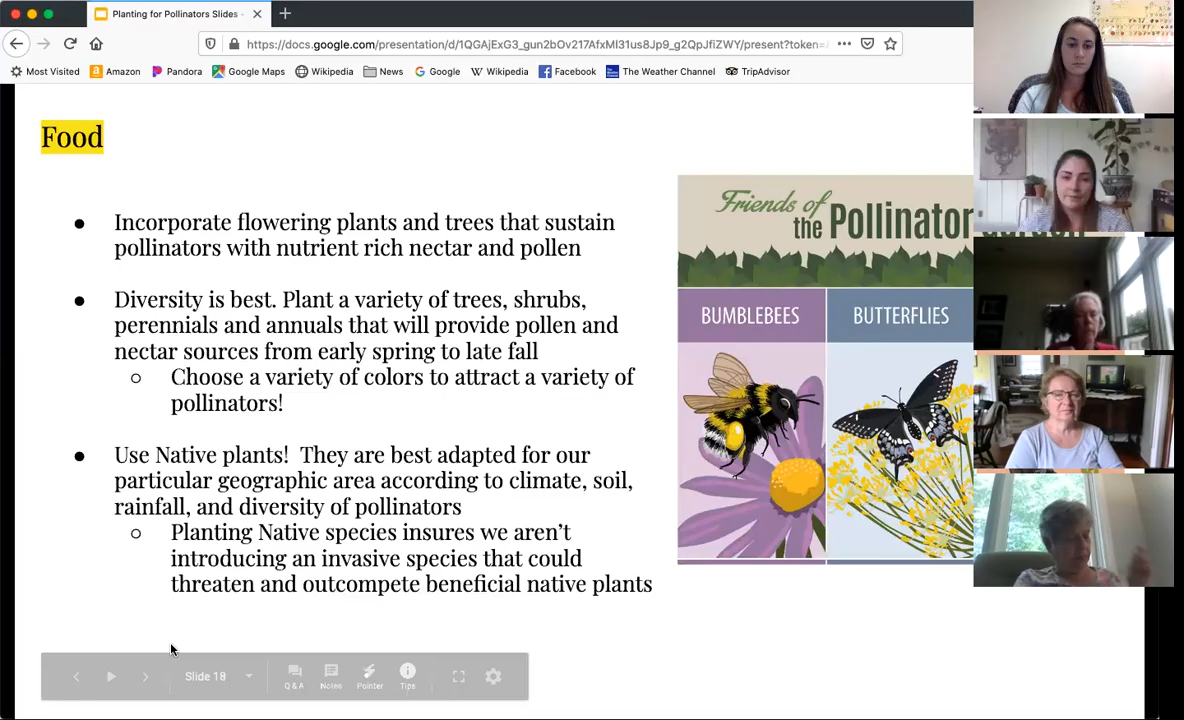 Planting for Pollinators Slides -
https://docs.google.com/presentation/d/1QGAjExG3_gun2bOv217AfxMl31us8Jp9_g2QpJfiZWY/present?token=
Most Visited Amazon Pandora Google Maps Wikipedia News Google Wikipedia Facebook The Weather Channel TripAdvisor
Food
● Incorporate flowering plants and trees that sustain
pollinators with nutrient rich nectar and pollen
● Diversity is best. Plant a variety of trees, shrubs,
perennials and annuals that will provide pollen and
nectar sources from early spring to late fall
○ Choose a variety of colors to attract a variety of
pollinators!
● Use Native plants! They are best adapted for our
particular geographic area according to climate, soil,
rainfall, and diversity of pollinators
○ Planting Native species insures we aren't
introducing an invasive species that could
threaten and outcompete beneficial native plants
Friends of
the Pollinator
BUMBLEBEES BUTTERFLIES
Slide 18 Q & A Notes Pointer Tips